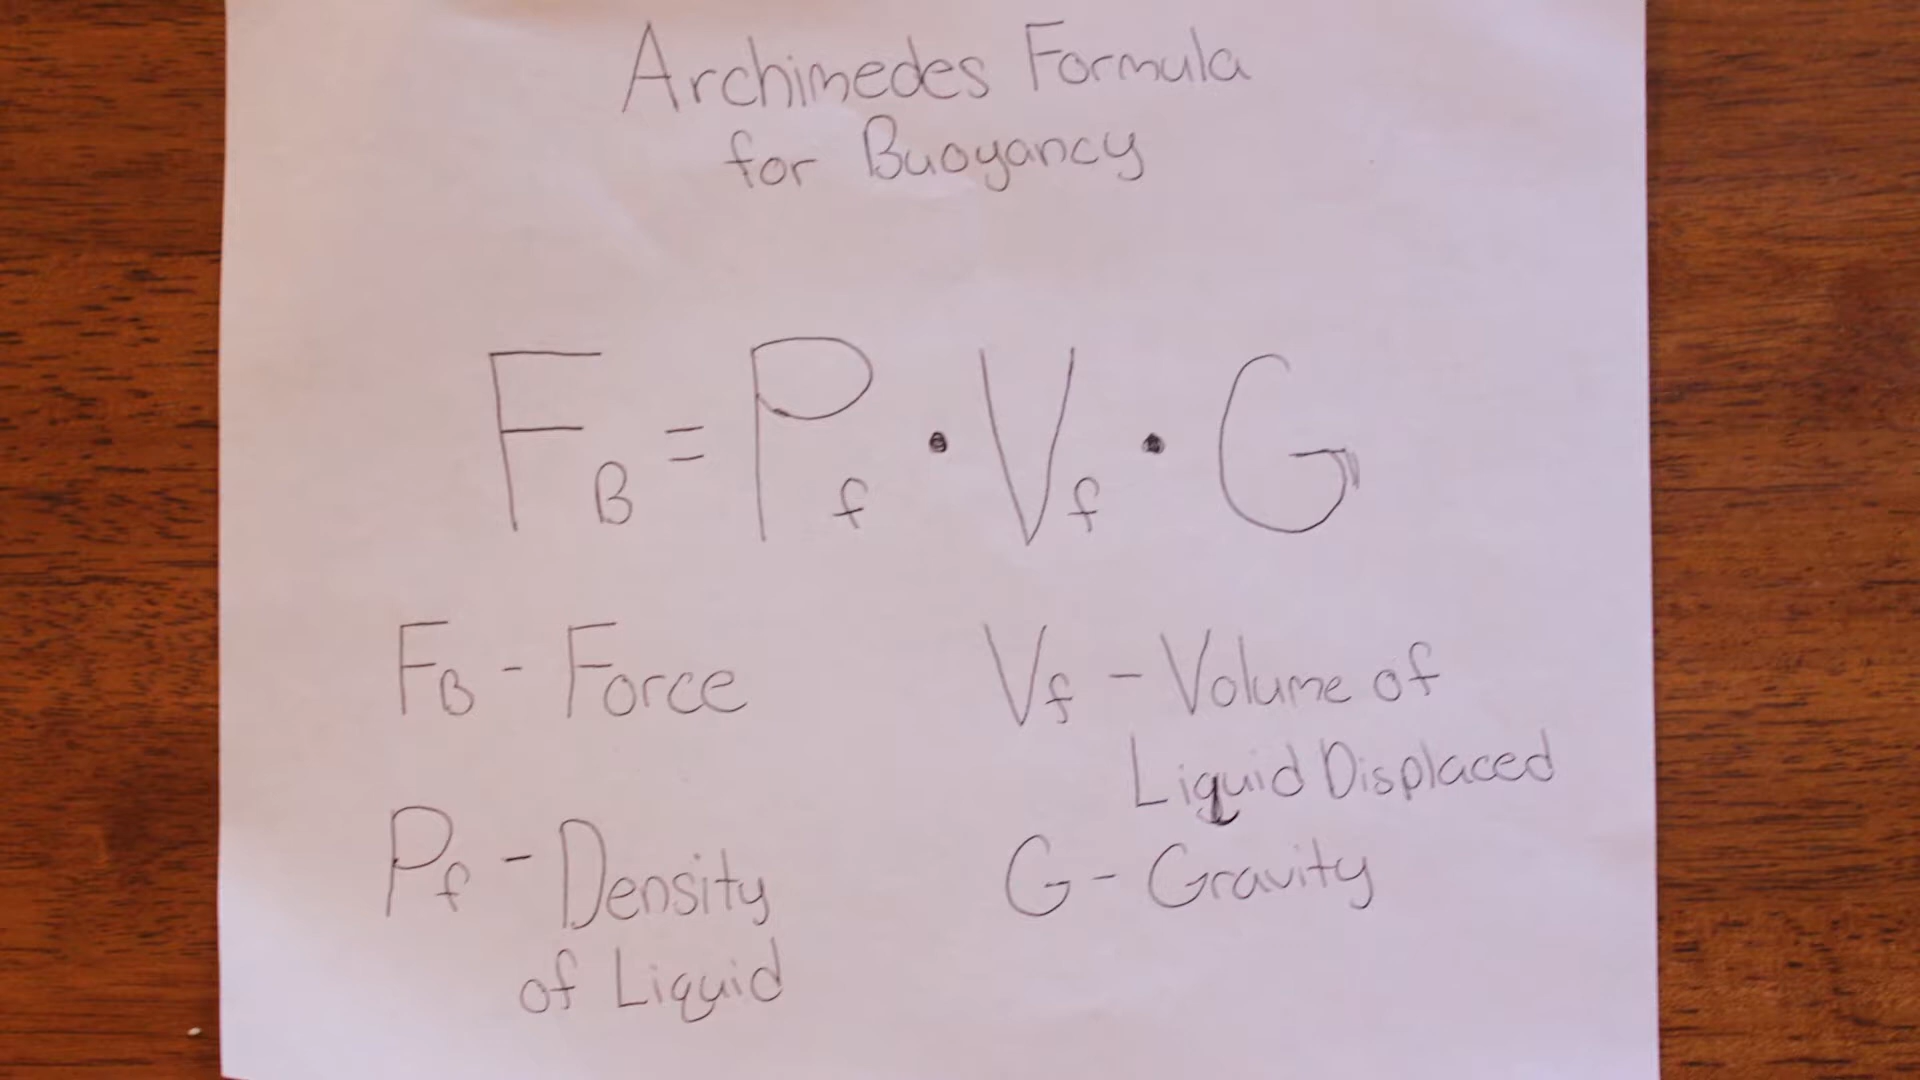 Archimedes Formula
for Buoyancy
FB = Pf • Vf • G
FB - Force
Pf - Density
of Liquid
Vf - Volume of
Liquid Displaced
G - Gravity